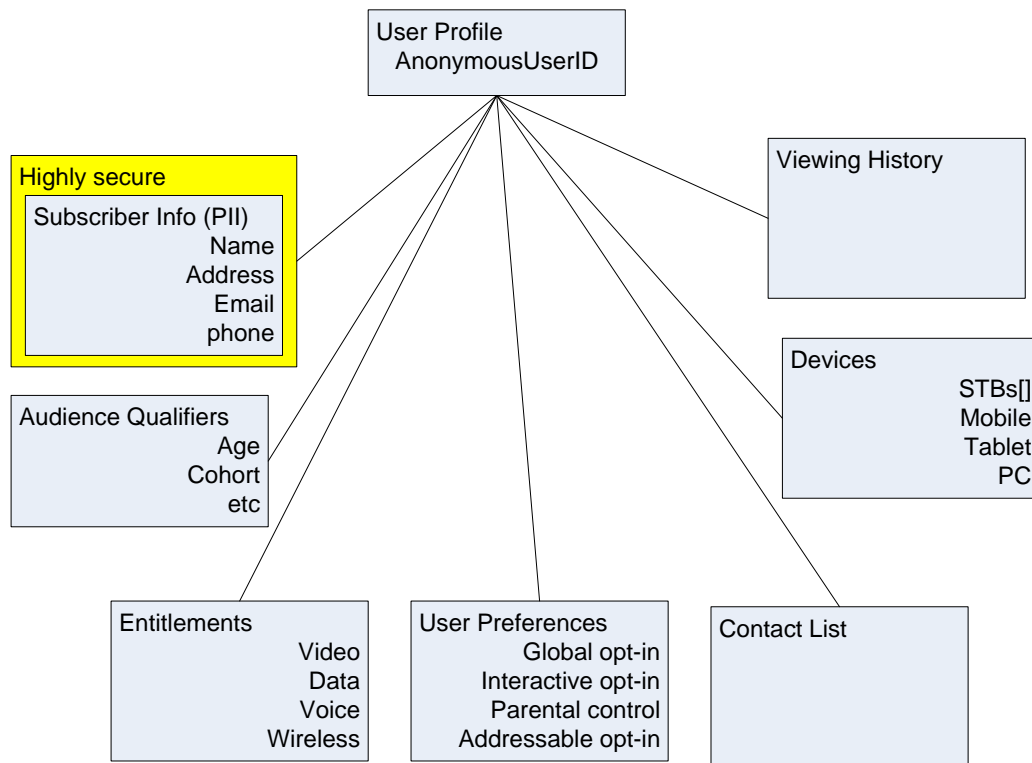 User Profile
AnonymousUserID
Highly secure
Subscriber Info (PII)
Name
Address
Email
phone
Viewing History
Devices
STBs[]
Mobile
Tablet
PC
Audience Qualifiers
Age
Cohort
etc
Entitlements
Video
Data
Voice
Wireless
User Preferences
Global opt-in
Interactive opt-in
Parental control
Addressable opt-in
Contact List